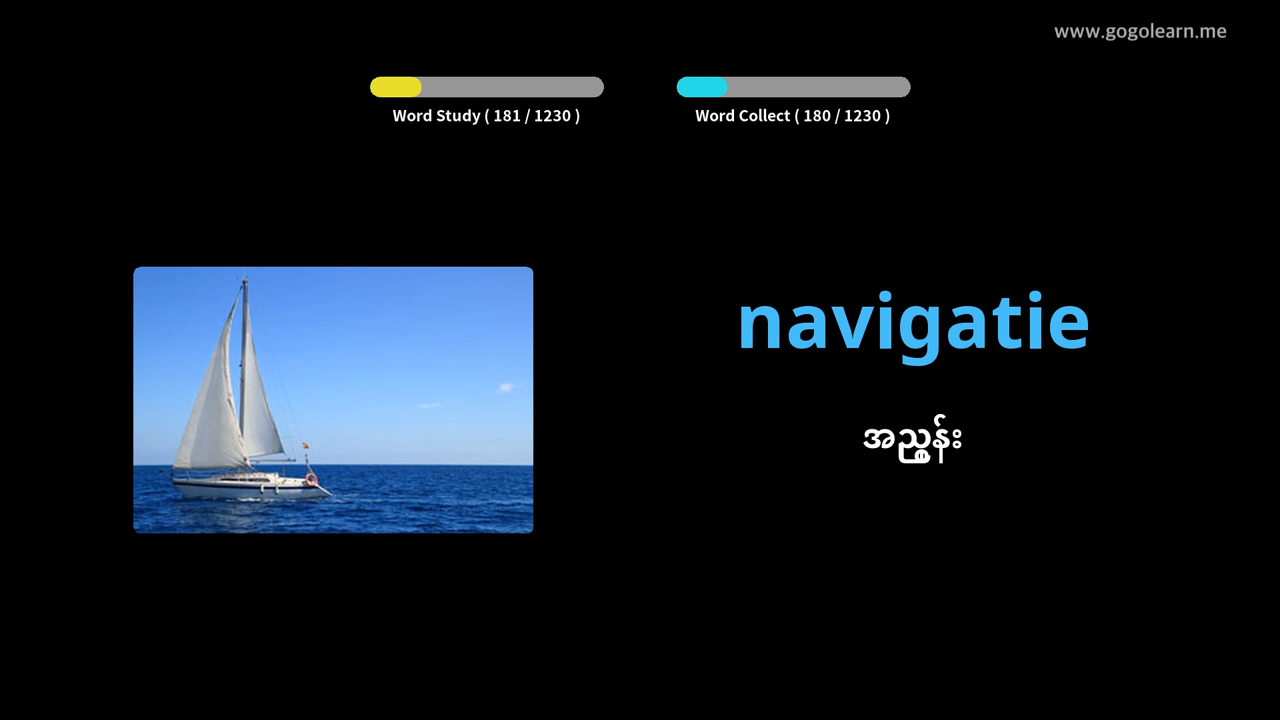 www.gogolearn.me
Word Study ( 181 / 1230 )
Word Collect ( 180 / 1230 )
navigatie
အညွှန်း